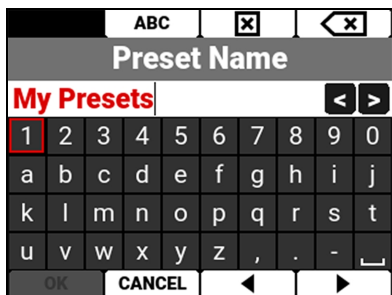 ABC
Preset Name
My Presets < >
1 2 3 4 5 6 7 8 9 0
a b c d e f g h i j
k l m n o p q r s t
u v w x y z , . -
OK CANCEL